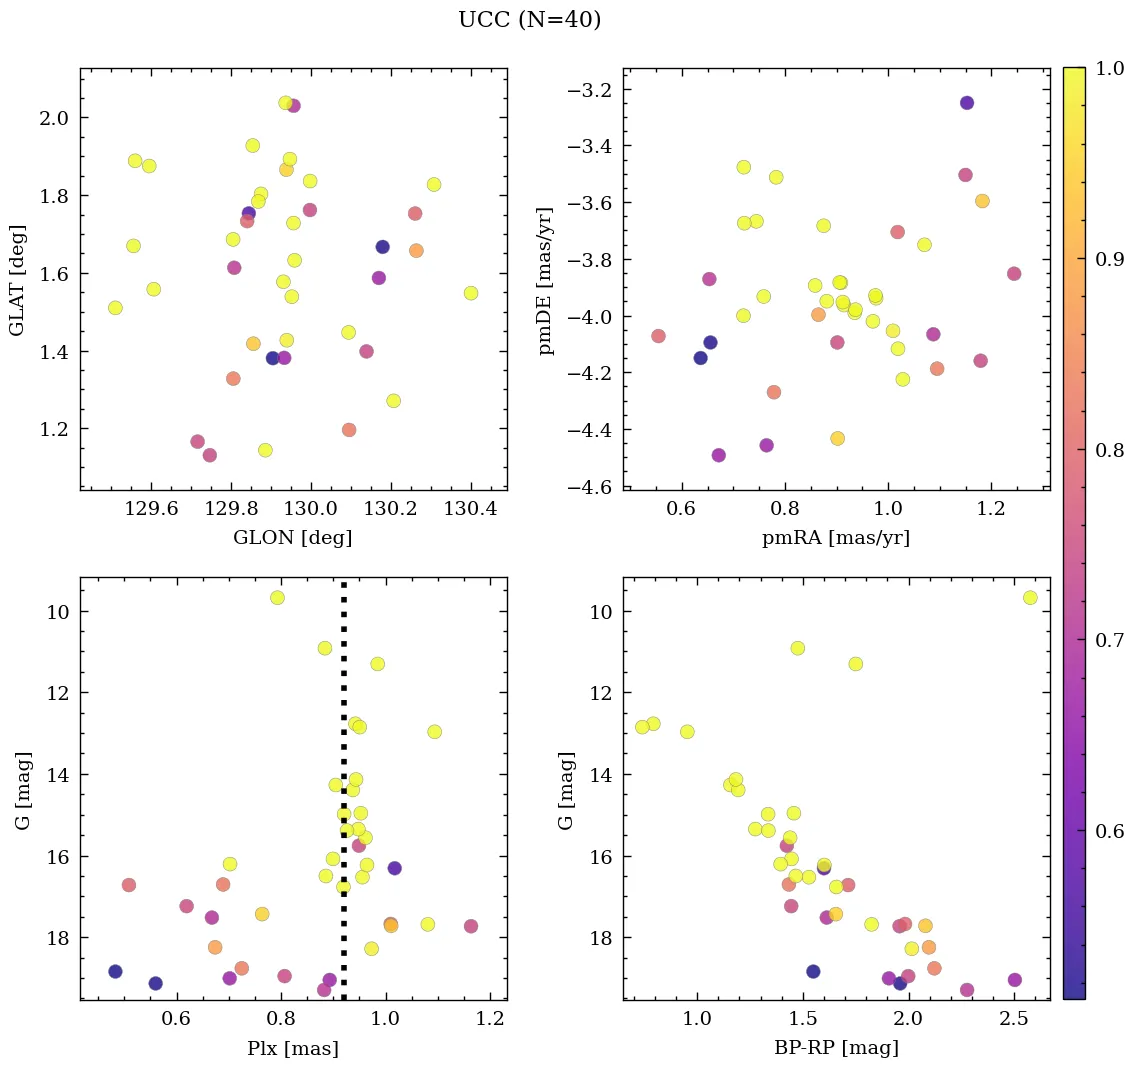 UCC (N=40)
2.0
1.8
1.6
1.4
1.2
GLAT [deg]
129.6 129.8 130.0 130.2 130.4
GLON [deg]
−3.2
−3.4
−3.6
−3.8
−4.0
−4.2
−4.4
−4.6
pmDE [mas/yr]
0.6 0.8 1.0 1.2
pmRA [mas/yr]
1.0
0.9
0.8
0.7
0.6
10
12
14
16
18
G [mag]
0.6 0.8 1.0 1.2
Plx [mas]
10
12
14
16
18
G [mag]
1.0 1.5 2.0 2.5
BP-RP [mag]